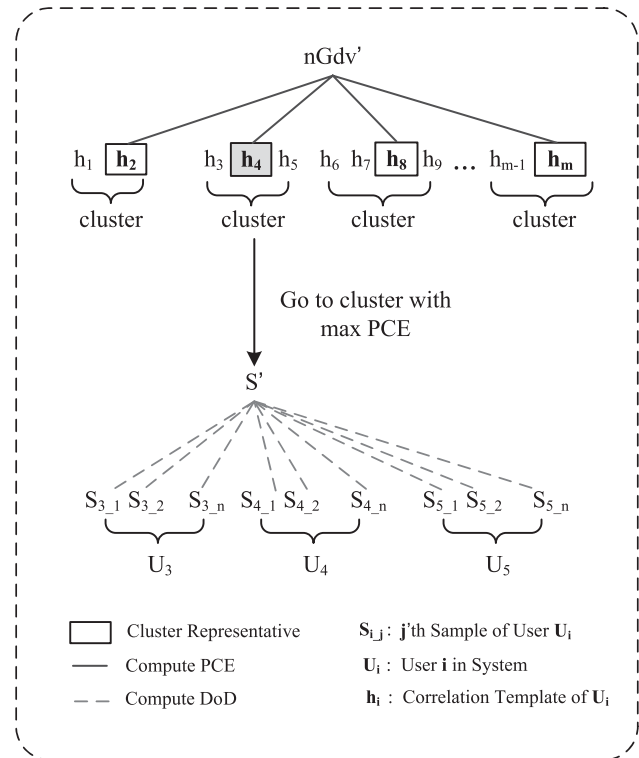 nGdv'
h1 h2 h3 h4 h5 h6 h7 h8 h9 ... hm-1 hm
cluster cluster cluster cluster
Go to cluster with
max PCE
S'
S3_1 S3_2 S3_n S4_1 S4_2 S4_n S5_1 S5_2 S5_n
U3 U4 U5
Cluster Representative
Compute PCE
Compute DoD
Si_j : j'th Sample of User Ui
Ui : User i in System
hi : Correlation Template of Ui